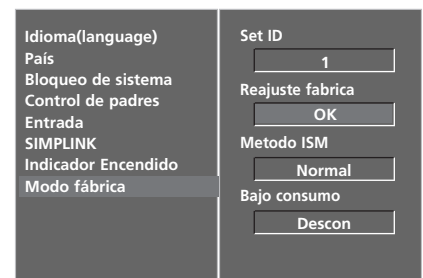 Idioma(language)
País
Bloqueo de sistema
Control de padres
Entrada
SIMPLINK
Indicador Encendido
Modo fábrica
Set ID
1
Reajuste fabrica
OK
Metodo ISM
Normal
Bajo consumo
Descon